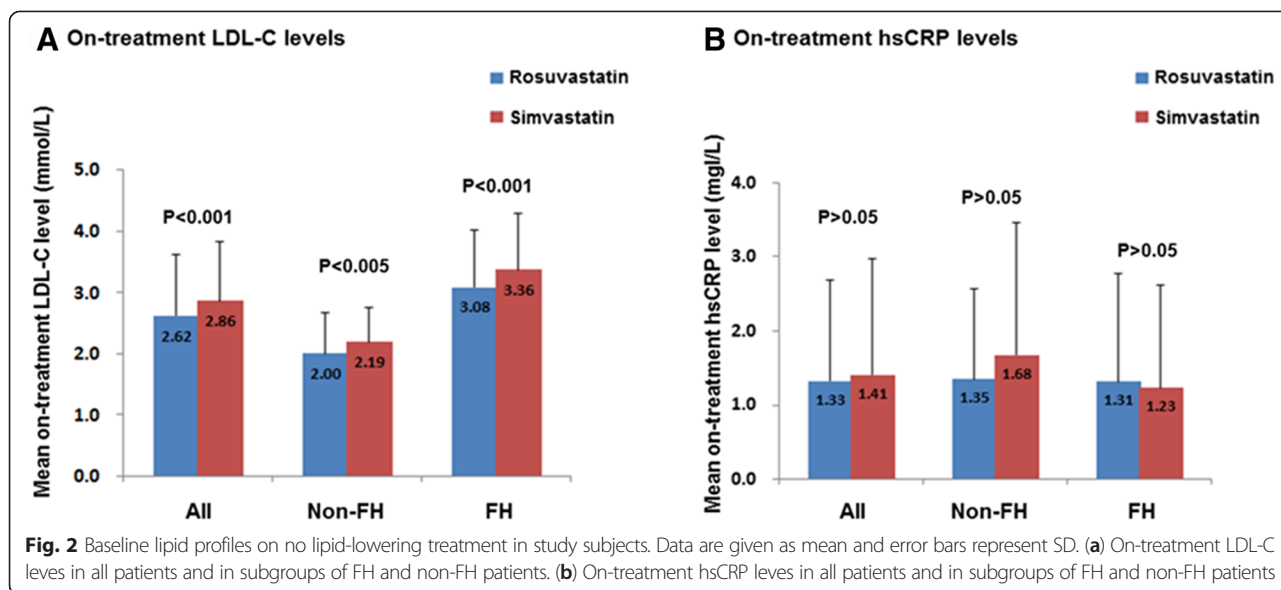 A On-treatment LDL-C levels
Rosuvastatin
Simvastatin
Mean on-treatment LDL-C level (mmol/L)
5.0
4.0
3.0
2.0
1.0
0.0
P<0.001
P<0.005
P<0.001
2.62
2.86
2.00
2.19
3.08
3.36
All
Non-FH
FH
B On-treatment hsCRP levels
Rosuvastatin
Simvastatin
Mean on-treatment hsCRP level (mgl/L)
4.0
3.0
2.0
1.0
0.0
P>0.05
P>0.05
P>0.05
1.33
1.41
1.35
1.68
1.31
1.23
All
Non-FH
FH
Fig. 2 Baseline lipid profiles on no lipid-lowering treatment in study subjects. Data are given as mean and error bars represent SD. (a) On-treatment LDL-C
leves in all patients and in subgroups of FH and non-FH patients. (b) On-treatment hsCRP leves in all patients and in subgroups of FH and non-FH patients